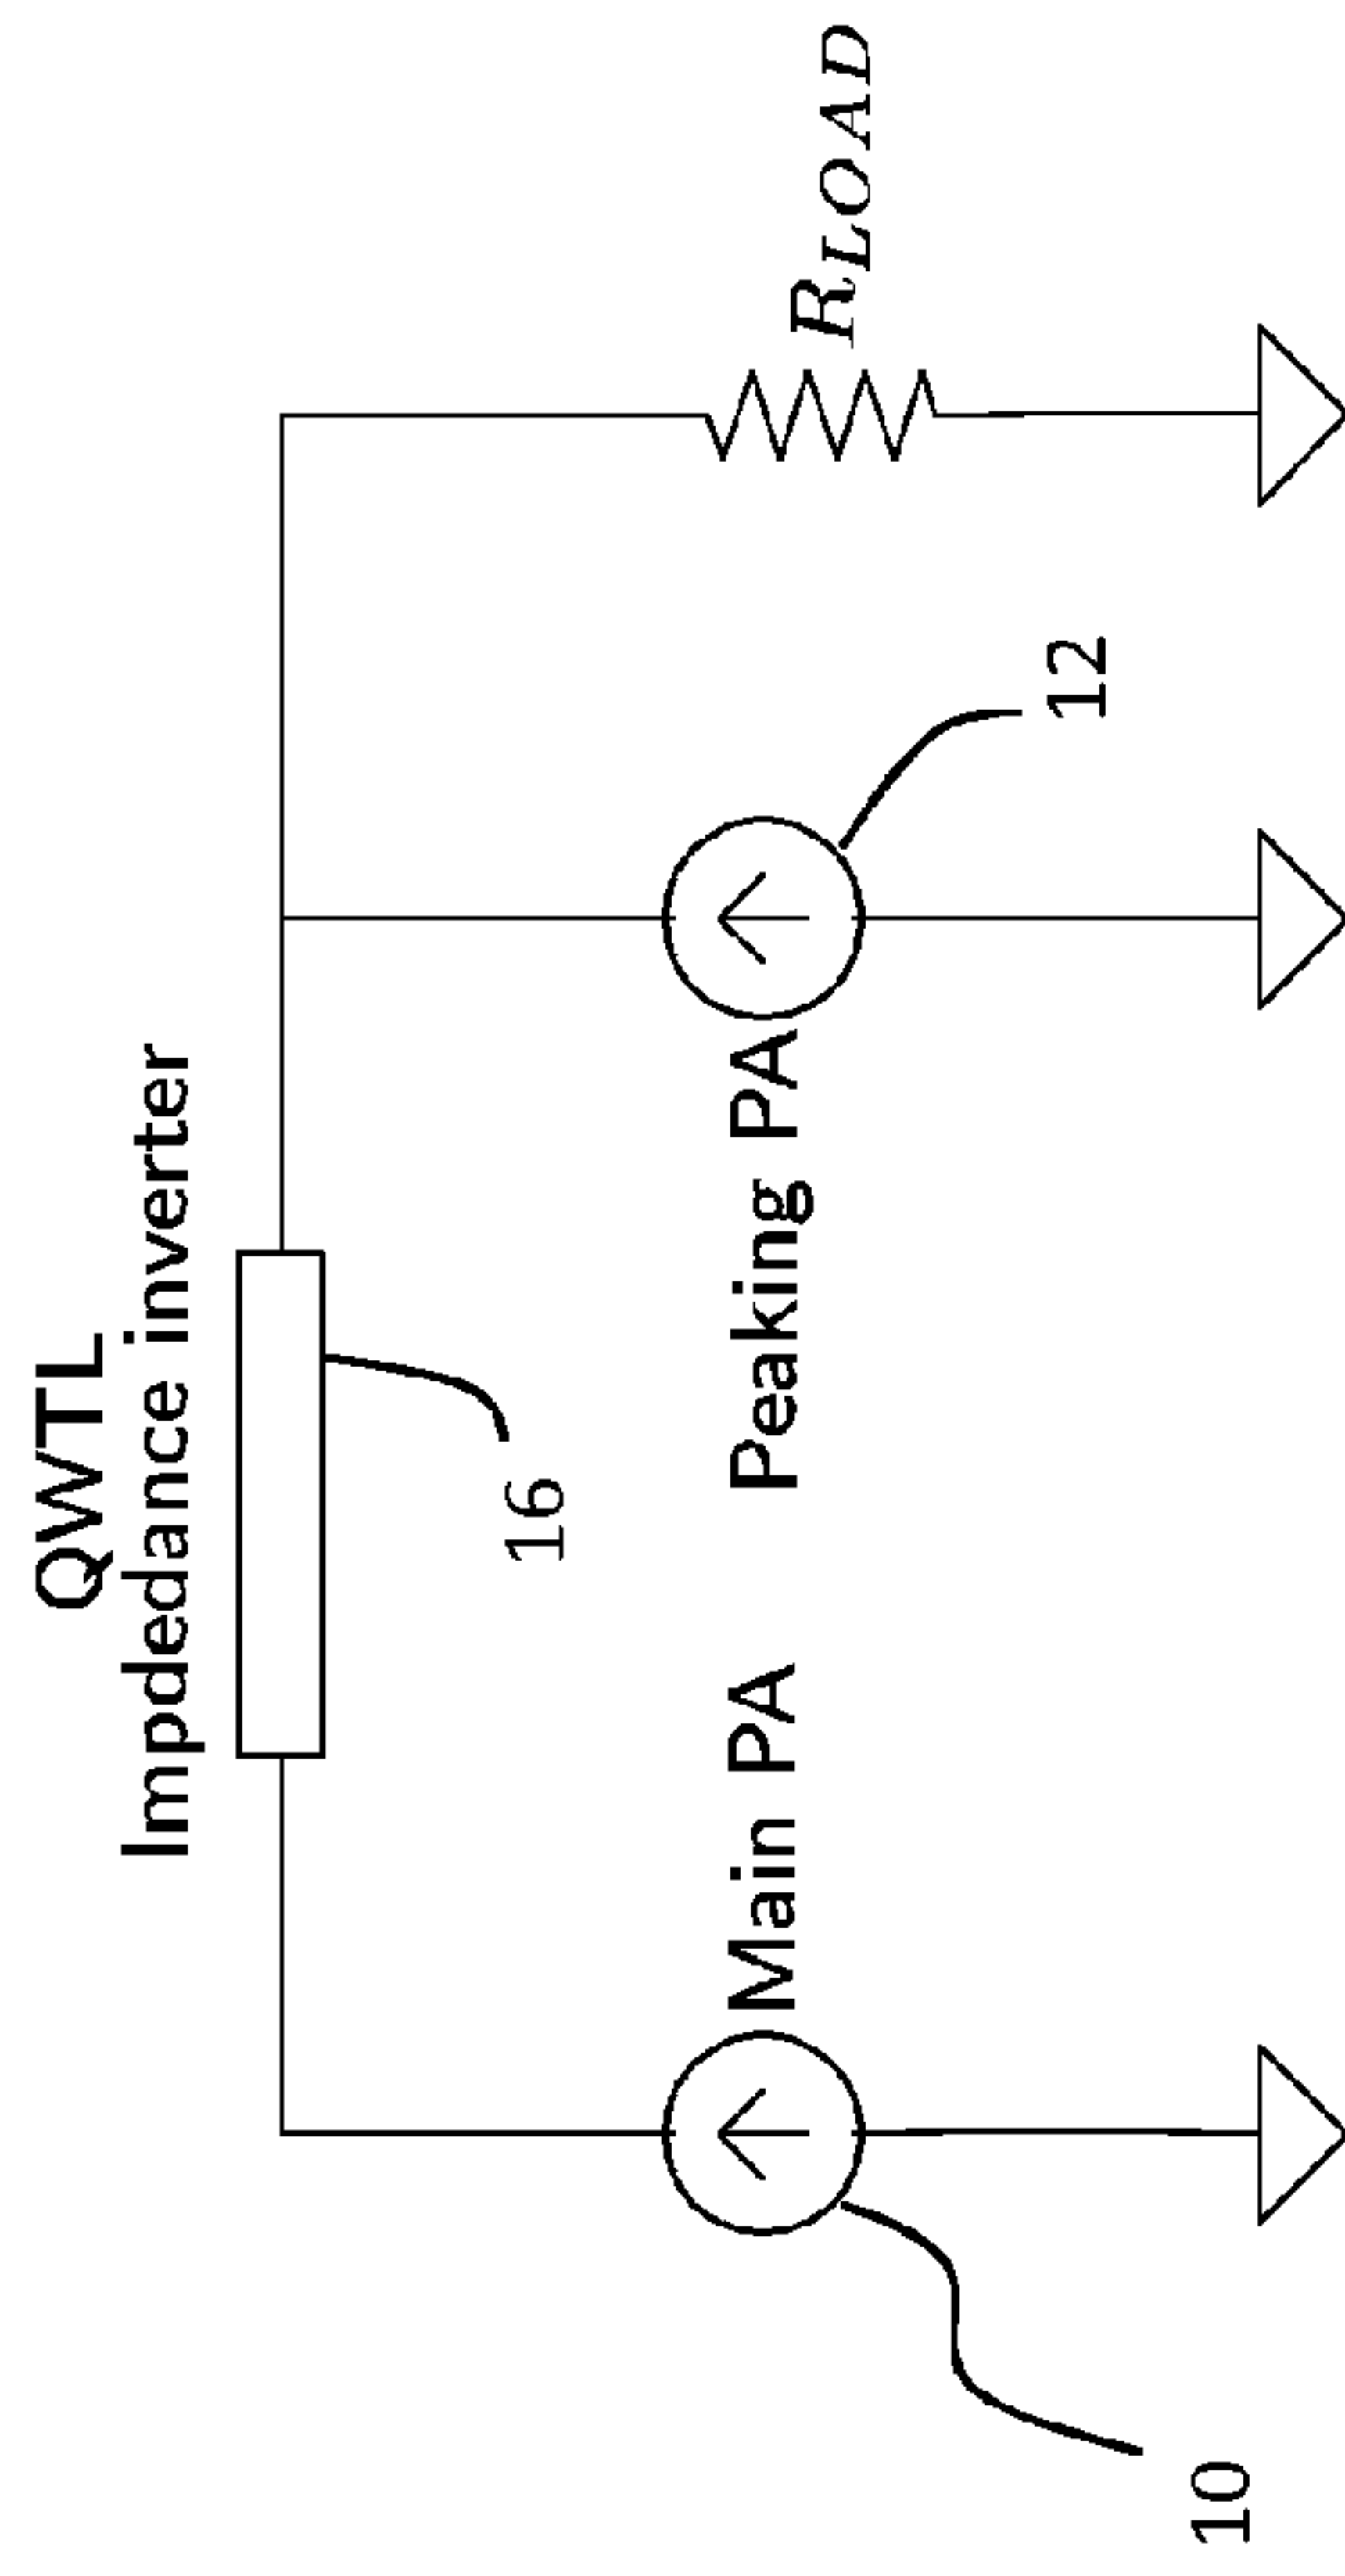 QWTL
Impdedance inverter
16
Main PA
Peaking PA
R_LOAD
10
12